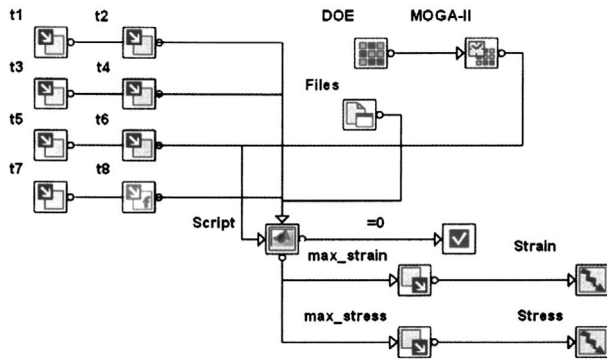 t1 t2 DOE MOGA-II
t3 t4 Files
t5 t6
t7 t8
f
Script =0
max_strain Strain
max_stress Stress